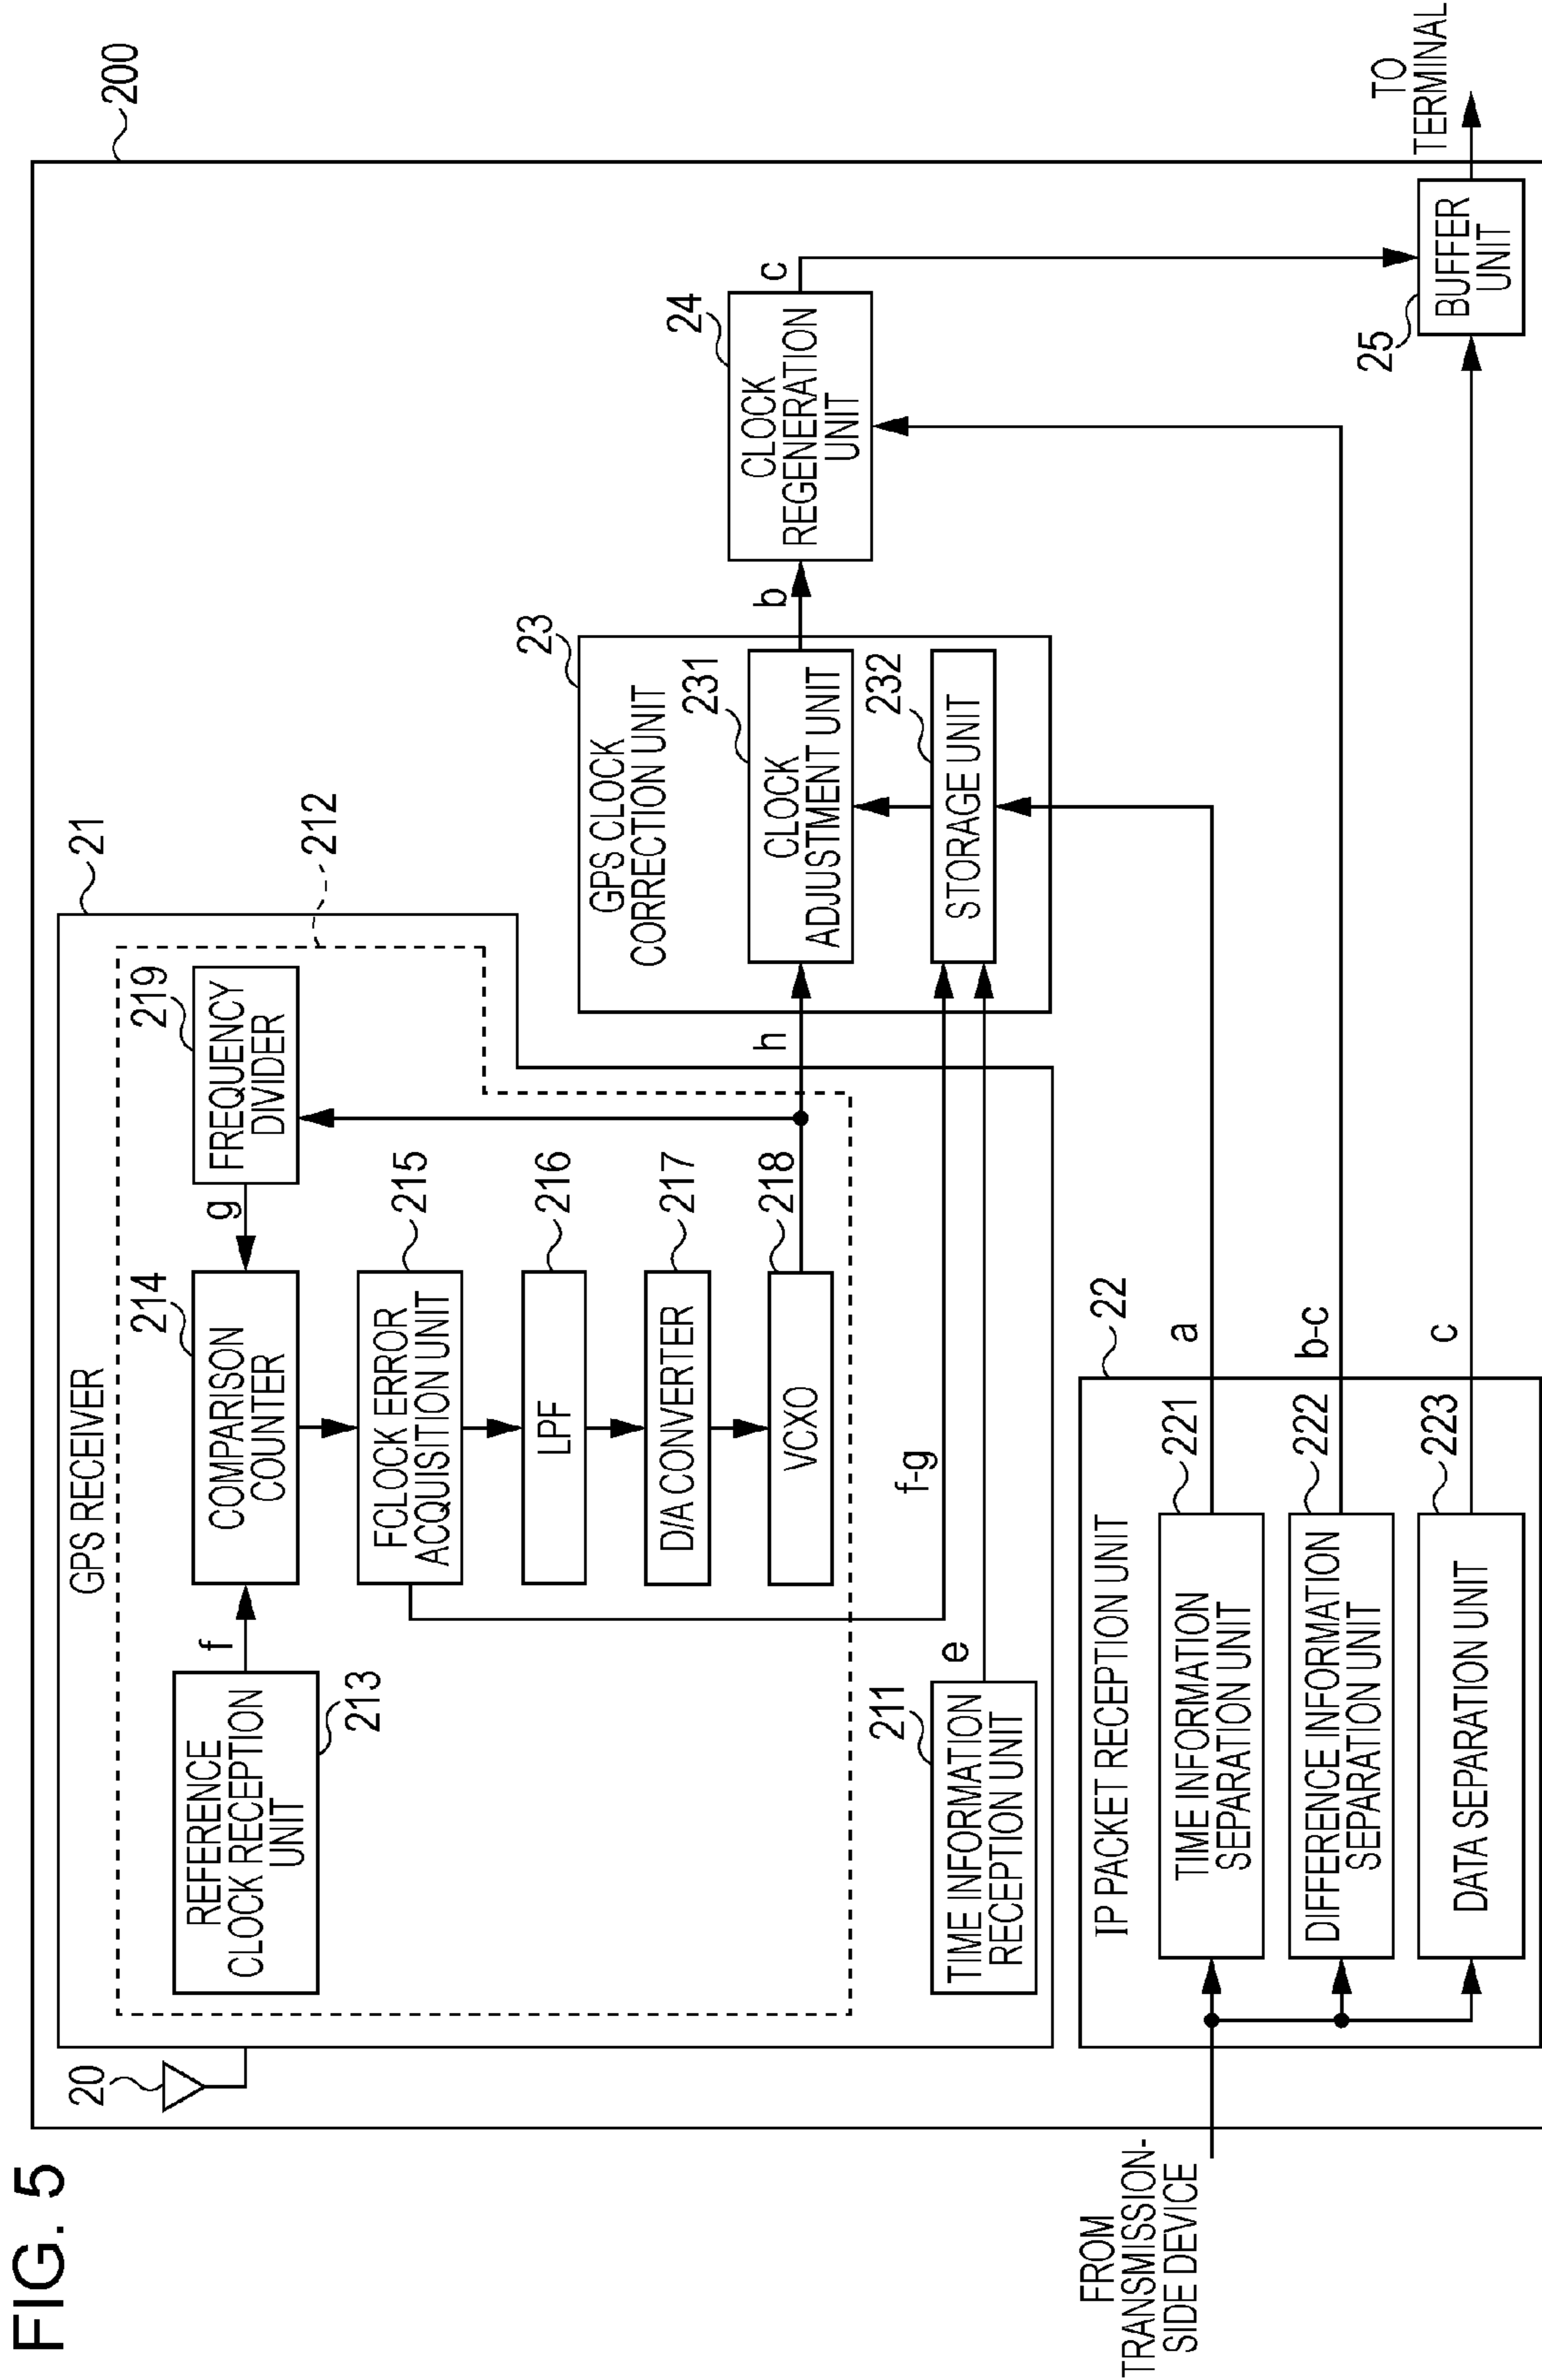 FIG. 5
200
20
21
GPS RECEIVER
212
REFERENCE
CLOCK RECEPTION
UNIT
213
f
214
COMPARISON
COUNTER
g
219
FREQUENCY
DIVIDER
FCLOCK ERROR
ACQUISITION UNIT
215
LPF
216
D/A CONVERTER
217
VCXO
218
h
f-g
211
TIME INFORMATION
RECEPTION UNIT
e
23
GPS CLOCK
CORRECTION UNIT
231
CLOCK
ADJUSTMENT UNIT
232
STORAGE UNIT
b
24
CLOCK
REGENERATION
UNIT
c
FROM
TRANSMISSION-
SIDE DEVICE
22
IP PACKET RECEPTION UNIT
TIME INFORMATION
SEPARATION UNIT
221
a
DIFFERENCE INFORMATION
SEPARATION UNIT
222
b-c
DATA SEPARATION UNIT
223
c
25
BUFFER
UNIT
TO
TERMINAL